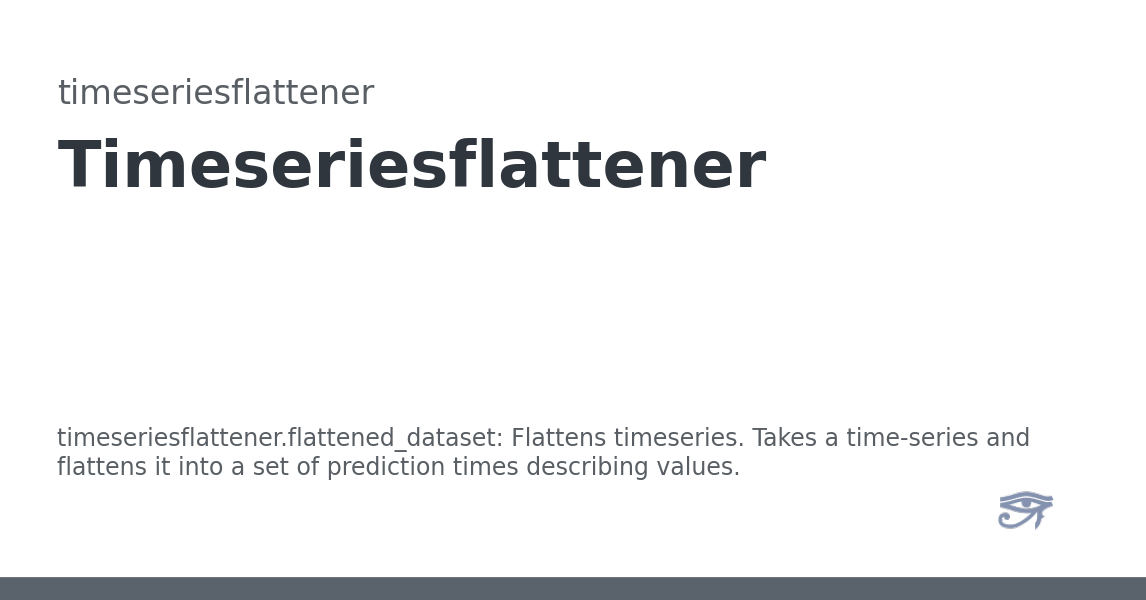 timeseriesflattener
Timeseriesflattener
timeseriesflattener.flattened_dataset: Flattens timeseries. Takes a time-series and
flattens it into a set of prediction times describing values.